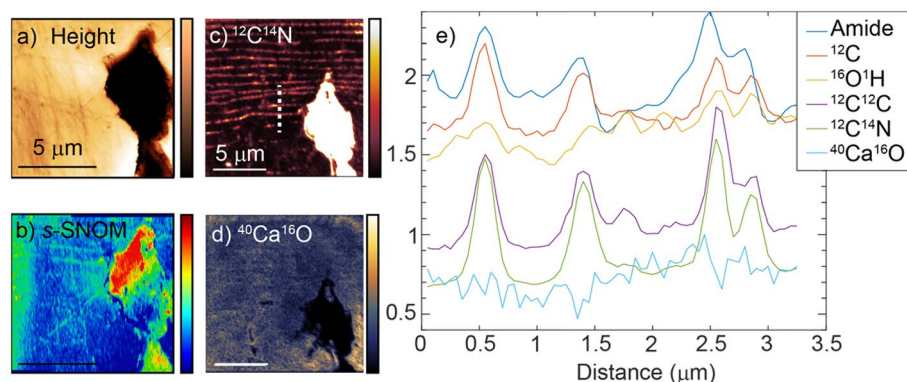 a) Height
5 μm
c) ¹²C¹⁴N
5 μm
b) s-SNOM
d) ⁴⁰Ca¹⁶O
e)
2
1.5
1
0.5
0
0.5
1
1.5
2
2.5
3
3.5
Distance (μm)
Amide
¹²C
¹⁶O¹H
¹²C¹²C
¹²C¹⁴N
⁴⁰Ca¹⁶O